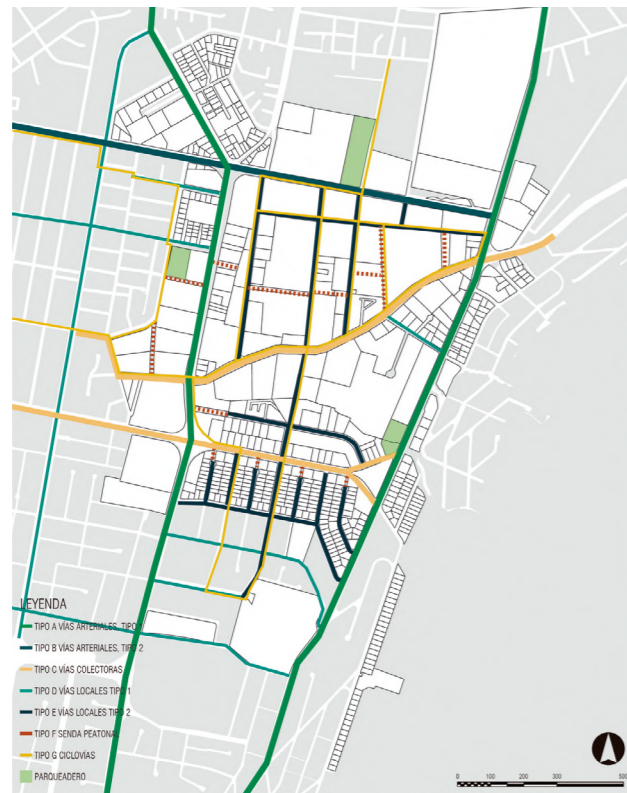 LEYENDA
TIPO A VÍAS ARTERIALES, TIPO 1
TIPO B VÍAS ARTERIALES, TIPO 2
TIPO C VÍAS COLECTORAS
TIPO D VÍAS LOCALES TIPO 1
TIPO E VÍAS LOCALES TIPO 2
TIPO F SENDA PEATONAL
TIPO G CICLOVÍAS
PARQUEADERO
0 100 200 300 500